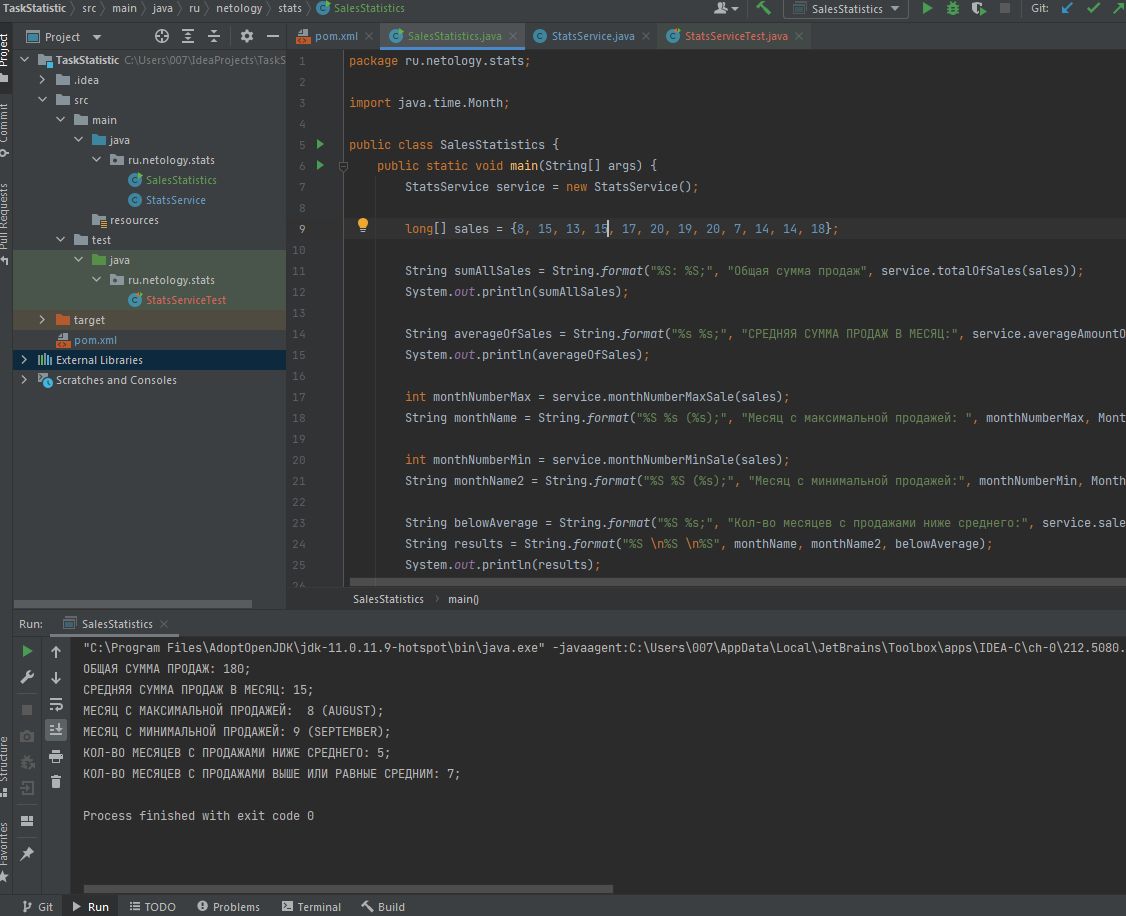 TaskStatistic src main java ru netology stats SalesStatistics
SalesStatistics
Git:
Project
pom.xml
SalesStatistics.java
StatsService.java
StatsServiceTest.java
TaskStatistic C:\Users\007\IdeaProjects\TaskS
.idea
src
main
java
ru.netology.stats
SalesStatistics
StatsService
resources
test
java
ru.netology.stats
StatsServiceTest
target
pom.xml
External Libraries
Scratches and Consoles
Project
Commit
Pull Requests
1 package ru.netology.stats;
2
3 import java.time.Month;
4
5 public class SalesStatistics {
6 public static void main(String[] args) {
7 StatsService service = new StatsService();
8
9 long[] sales = {8, 15, 13, 15, 17, 20, 19, 20, 7, 14, 14, 18};
10
11 String sumAllSales = String.format("%S: %S;", "Общая сумма продаж", service.totalOfSales(sales));
12 System.out.println(sumAllSales);
13
14 String averageOfSales = String.format("%s %s;", "СРЕДНЯЯ СУММА ПРОДАЖ В МЕСЯЦ:", service.averageAmountO
15 System.out.println(averageOfSales);
16
17 int monthNumberMax = service.monthNumberMaxSale(sales);
18 String monthName = String.format("%S %s (%s);", "Месяц с максимальной продажей: ", monthNumberMax, Mont
19
20 int monthNumberMin = service.monthNumberMinSale(sales);
21 String monthName2 = String.format("%S %S (%s);", "Месяц с минимальной продажей:", monthNumberMin, Month
22
23 String belowAverage = String.format("%S %s;", "Кол-во месяцев с продажами ниже среднего:", service.sale
24 String results = String.format("%S \n%S \n%S", monthName, monthName2, belowAverage);
25 System.out.println(results);
26
SalesStatistics main()
Run: SalesStatistics
"C:\Program Files\AdoptOpenJDK\jdk-11.0.11.9-hotspot\bin\java.exe" -javaagent:C:\Users\007\AppData\Local\JetBrains\Toolbox\apps\IDEA-C\ch-0\212.5080.
ОБЩАЯ СУММА ПРОДАЖ: 180;
СРЕДНЯЯ СУММА ПРОДАЖ В МЕСЯЦ: 15;
МЕСЯЦ С МАКСИМАЛЬНОЙ ПРОДАЖЕЙ:  8 (AUGUST);
МЕСЯЦ С МИНИМАЛЬНОЙ ПРОДАЖЕЙ: 9 (SEPTEMBER);
КОЛ-ВО МЕСЯЦЕВ С ПРОДАЖАМИ НИЖЕ СРЕДНЕГО: 5;
КОЛ-ВО МЕСЯЦЕВ С ПРОДАЖАМИ ВЫШЕ ИЛИ РАВНЫЕ СРЕДНИМ: 7;
Process finished with exit code 0
Structure
Favorites
Git Run TODO Problems Terminal Build